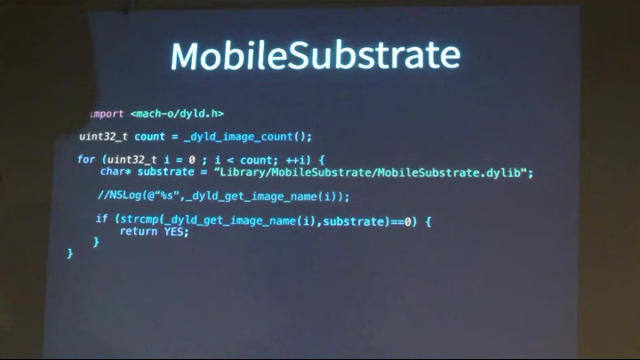 MobileSubstrate
import <mach-o/dyld.h>
uint32_t count = _dyld_image_count();
for (uint32_t i = 0 ; i < count; ++i) {
char* substrate = “Library/MobileSubstrate/MobileSubstrate.dylib";
//NSLog(@“%s",_dyld_get_image_name(i));
if (strcmp(_dyld_get_image_name(i),substrate)==0) {
return YES;
}
}